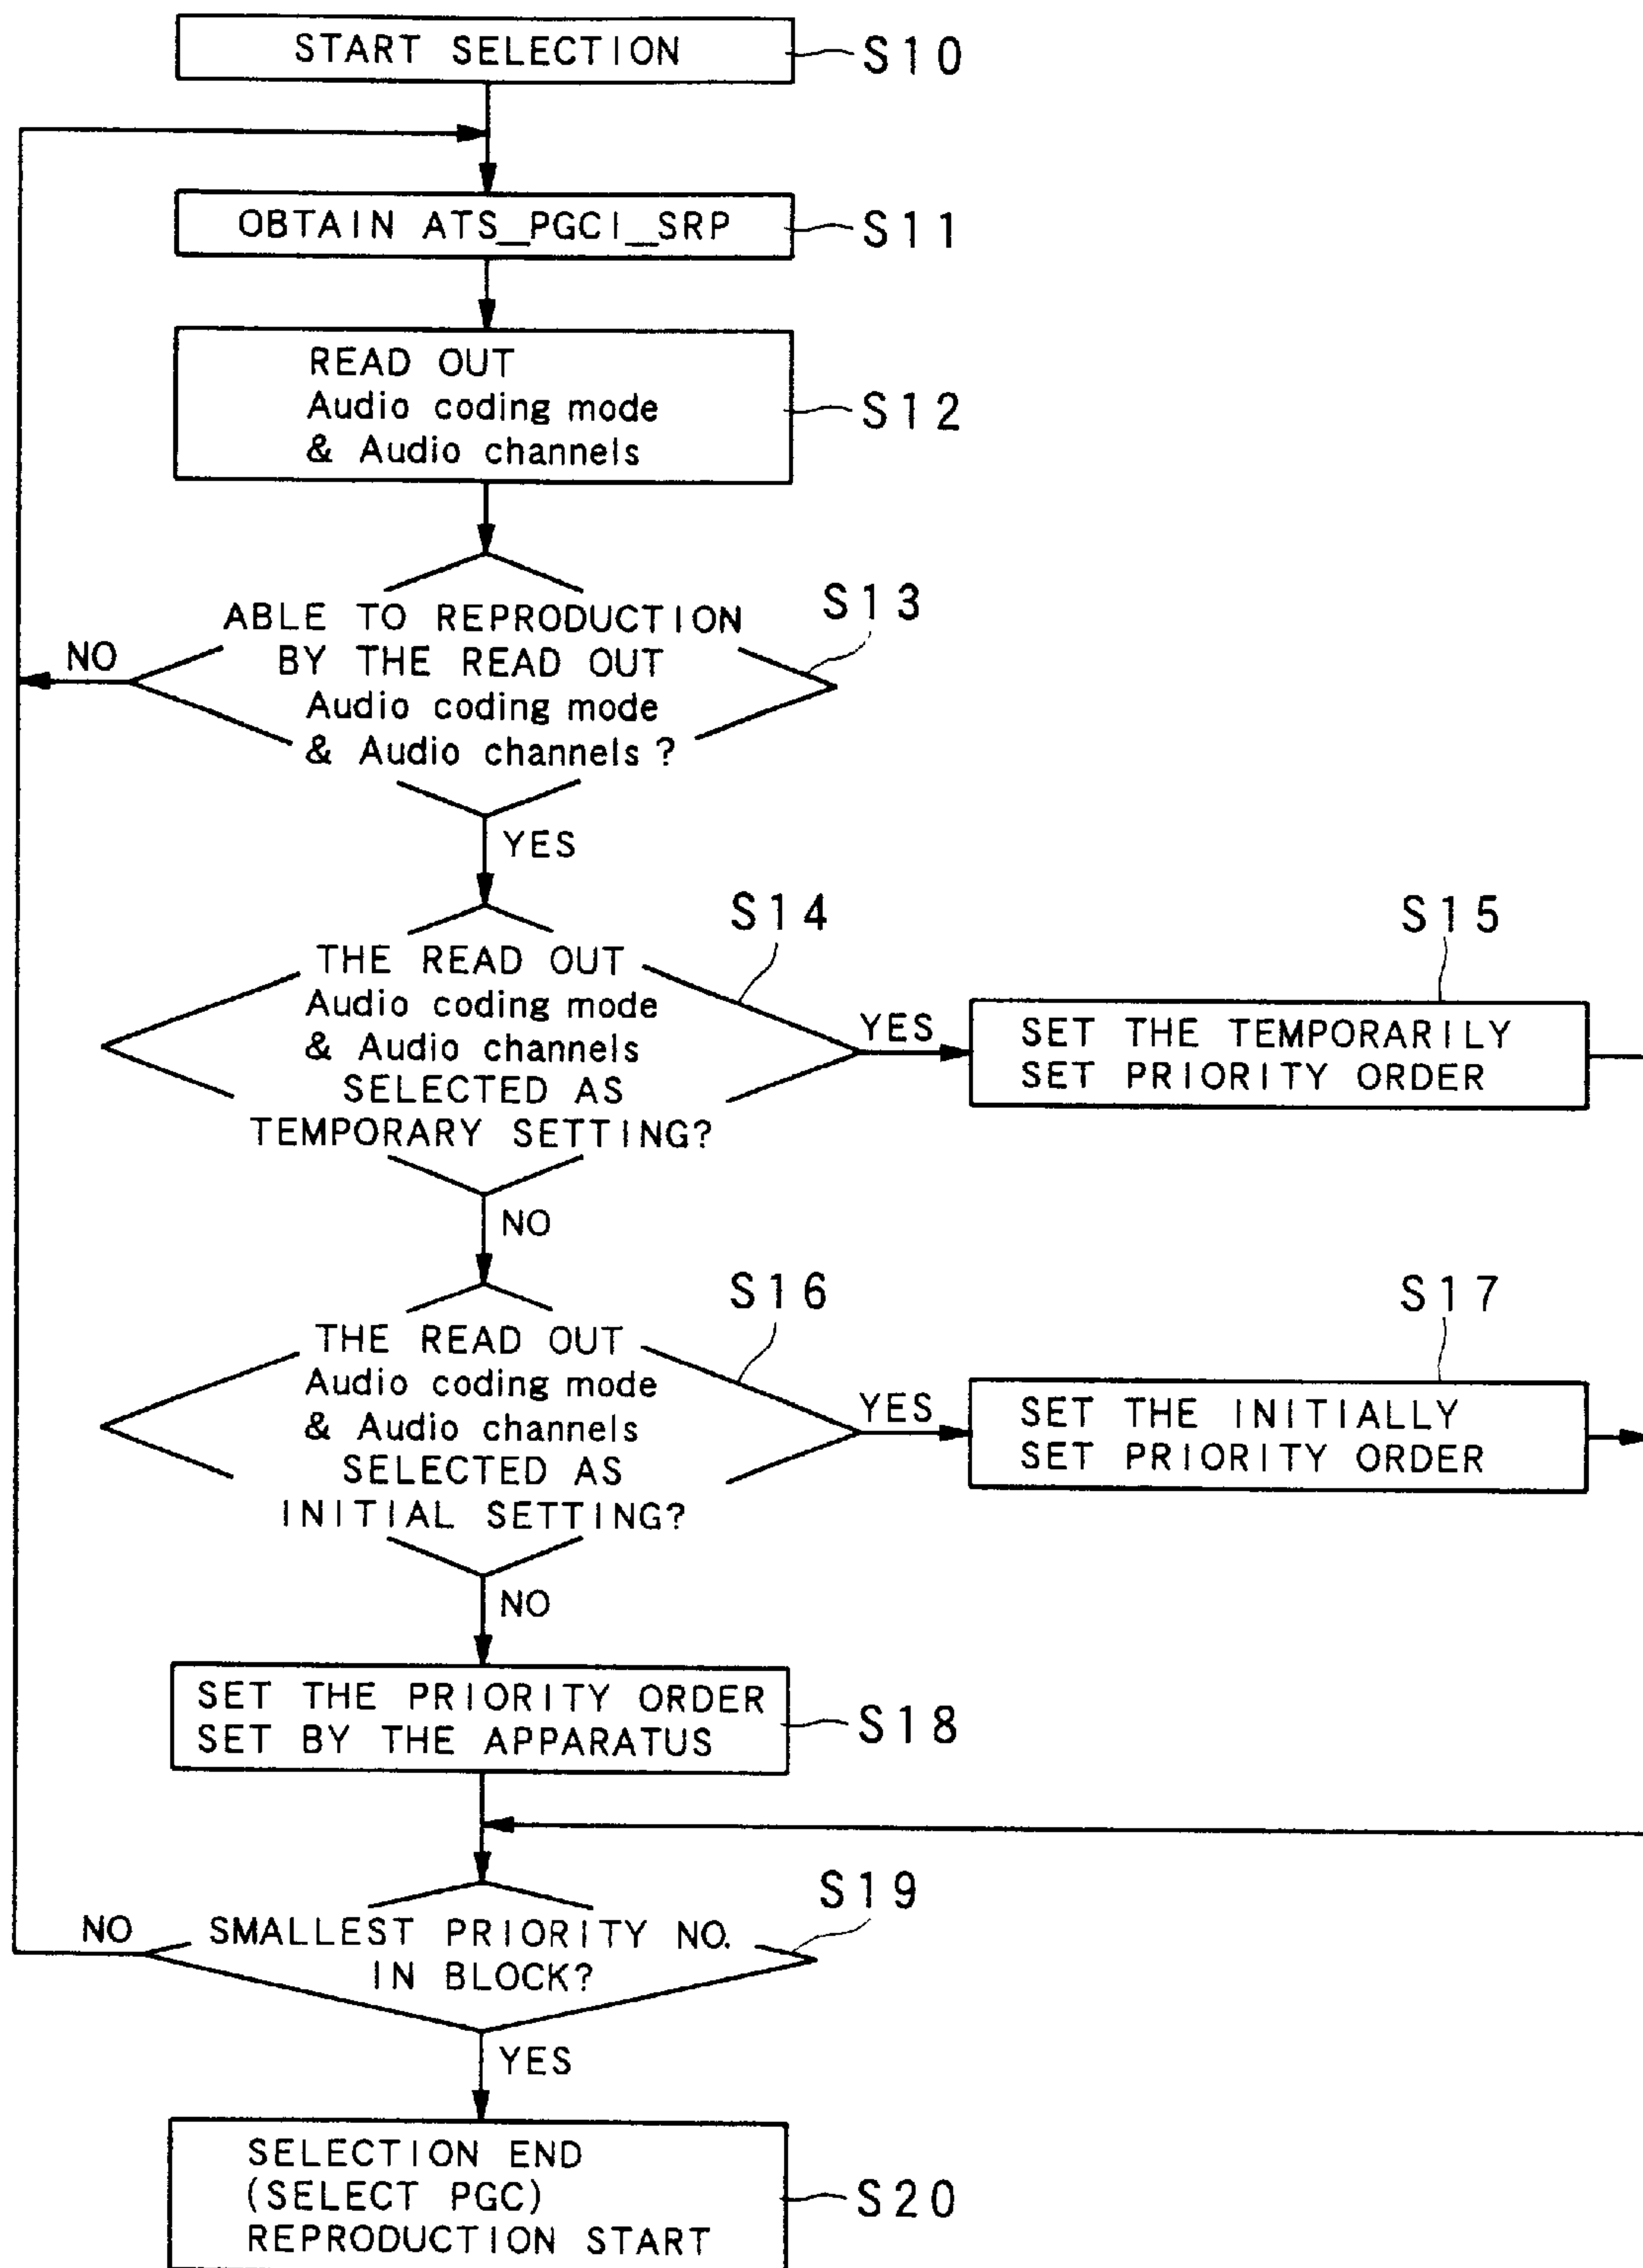 START SELECTION
S10
OBTAIN ATS_PGCI_SRP
S11
READ OUT
Audio coding mode
& Audio channels
S12
ABLE TO REPRODUCTION
BY THE READ OUT
Audio coding mode
& Audio channels?
S13
NO
YES
THE READ OUT
Audio coding mode
& Audio channels
SELECTED AS
TEMPORARY SETTING?
S14
YES
SET THE TEMPORARILY
SET PRIORITY ORDER
S15
NO
THE READ OUT
Audio coding mode
& Audio channels
SELECTED AS
INITIAL SETTING?
S16
YES
SET THE INITIALLY
SET PRIORITY ORDER
S17
NO
SET THE PRIORITY ORDER
SET BY THE APPARATUS
S18
SMALLEST PRIORITY NO.
IN BLOCK?
S19
NO
YES
SELECTION END
(SELECT PGC)
REPRODUCTION START
S20